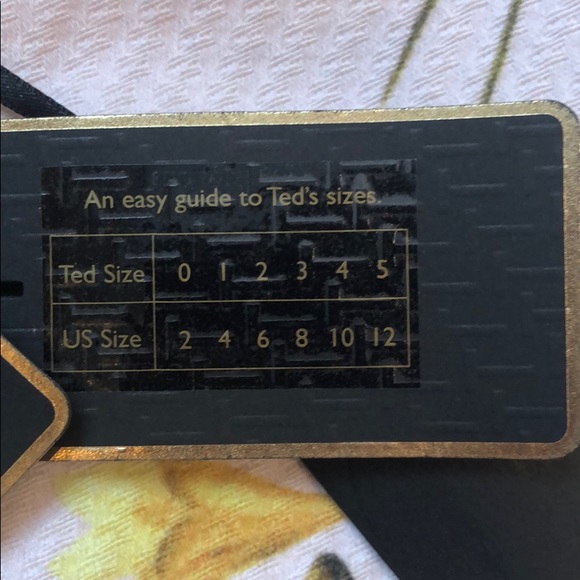 An easy guide to Ted's sizes
Ted Size 0 1 2 3 4 5
US Size 2 4 6 8 10 12